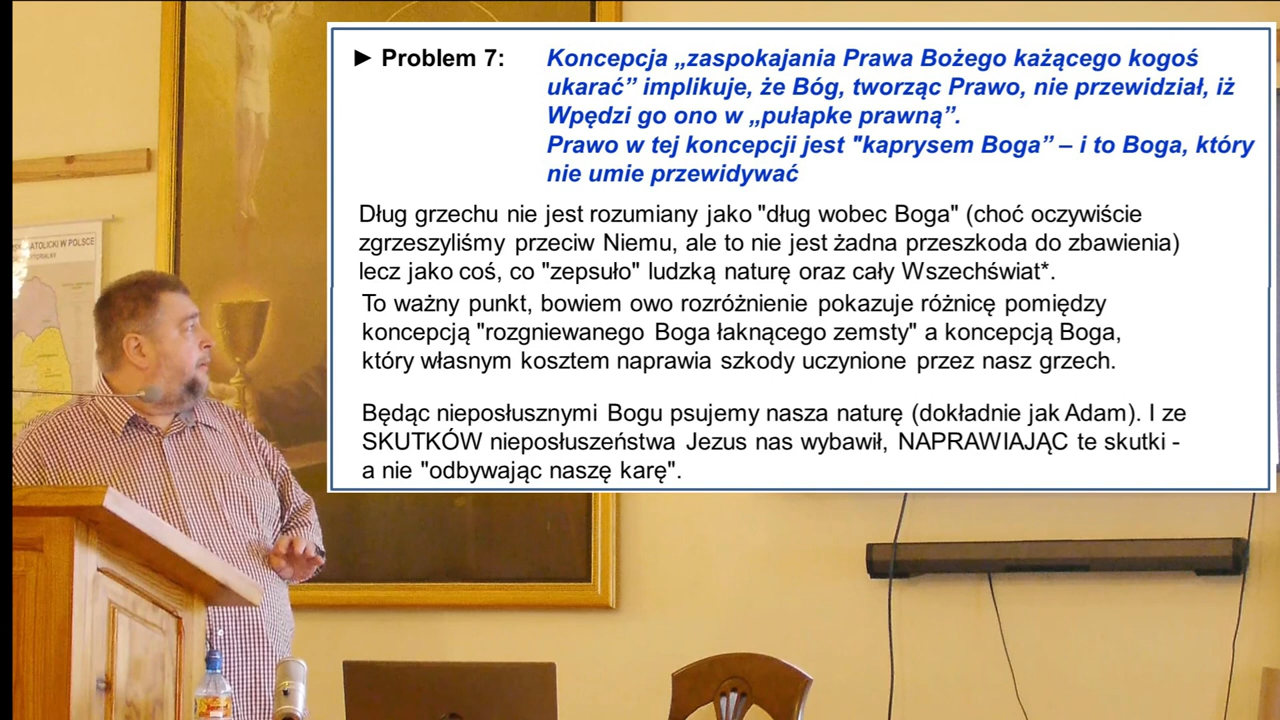 ► Problem 7: Koncepcja „zaspokajania Prawa Bożego każącego kogoś
ukarać” implikuje, że Bóg, tworząc Prawo, nie przewidział, iż
Wpędzi go ono w „pułapke prawną”.
Prawo w tej koncepcji jest "kaprysem Boga” – i to Boga, który
nie umie przewidywać
Dług grzechu nie jest rozumiany jako "dług wobec Boga" (choć oczywiście
zgrzeszyliśmy przeciw Niemu, ale to nie jest żadna przeszkoda do zbawienia)
lecz jako coś, co "zepsuło" ludzką naturę oraz cały Wszechświat*.
To ważny punkt, bowiem owo rozróżnienie pokazuje różnicę pomiędzy
koncepcją "rozgniewanego Boga łaknącego zemsty" a koncepcją Boga,
który własnym kosztem naprawia szkody uczynione przez nasz grzech.
Będąc nieposłusznymi Bogu psujemy nasza naturę (dokładnie jak Adam). I ze
SKUTKÓW nieposłuszeństwa Jezus nas wybawił, NAPRAWIAJĄC te skutki -
a nie "odbywając naszę karę".
ATOLICKI W POLSCE